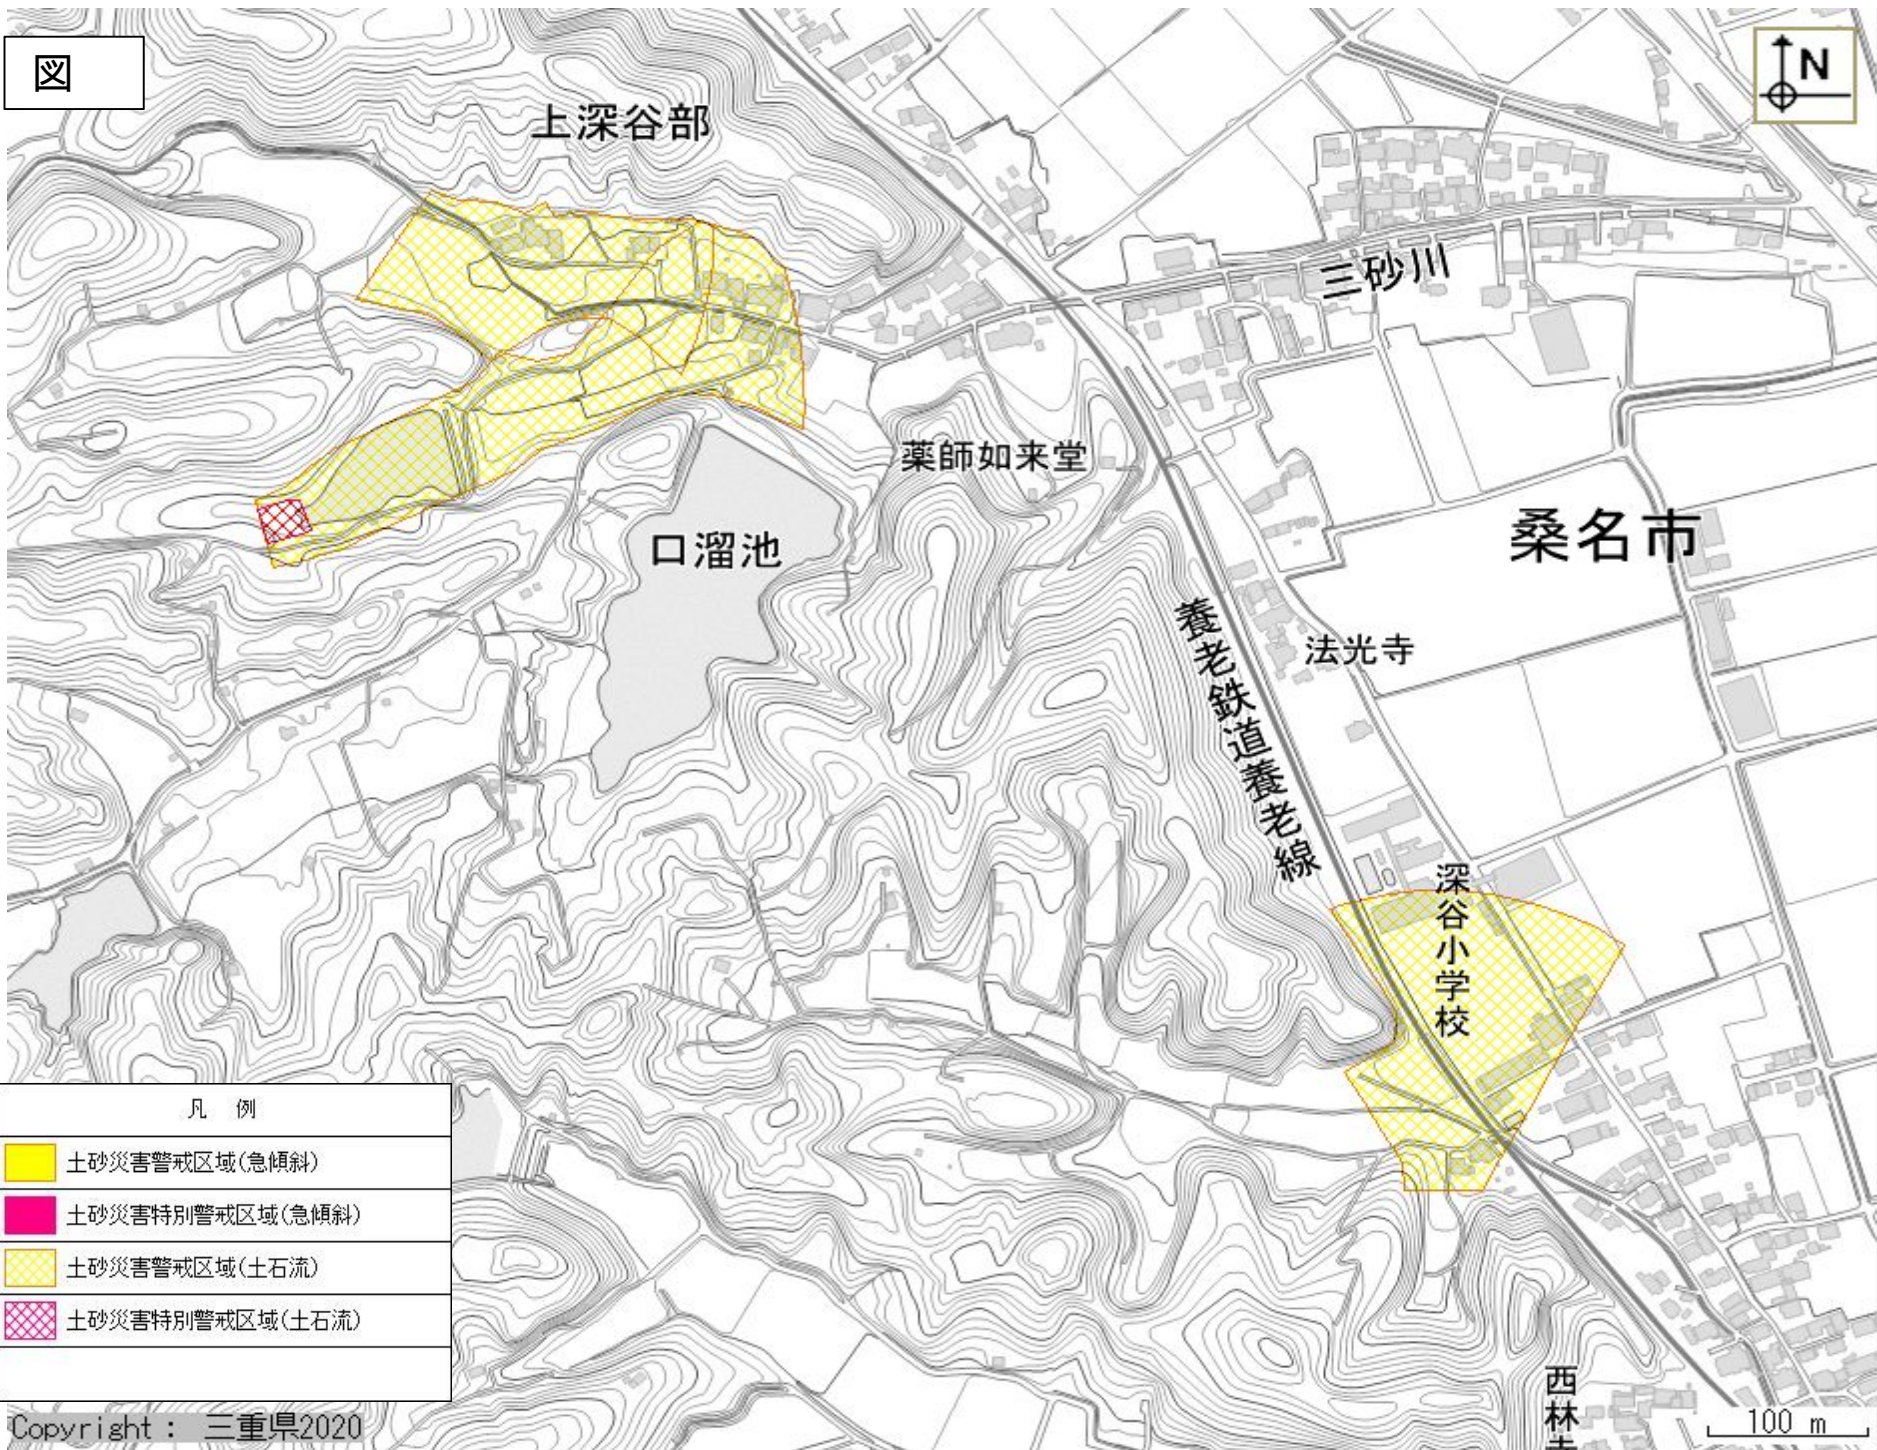 図
N
上深谷部
三砂川
薬師如来堂
口溜池
桑名市
養老鉄道養老線
法光寺
深谷小学校
凡 例
土砂災害警戒区域(急傾斜)
土砂災害特別警戒区域(急傾斜)
土砂災害警戒区域(土石流)
土砂災害特別警戒区域(土石流)
西林
Copyright : 三重県2020
100 m